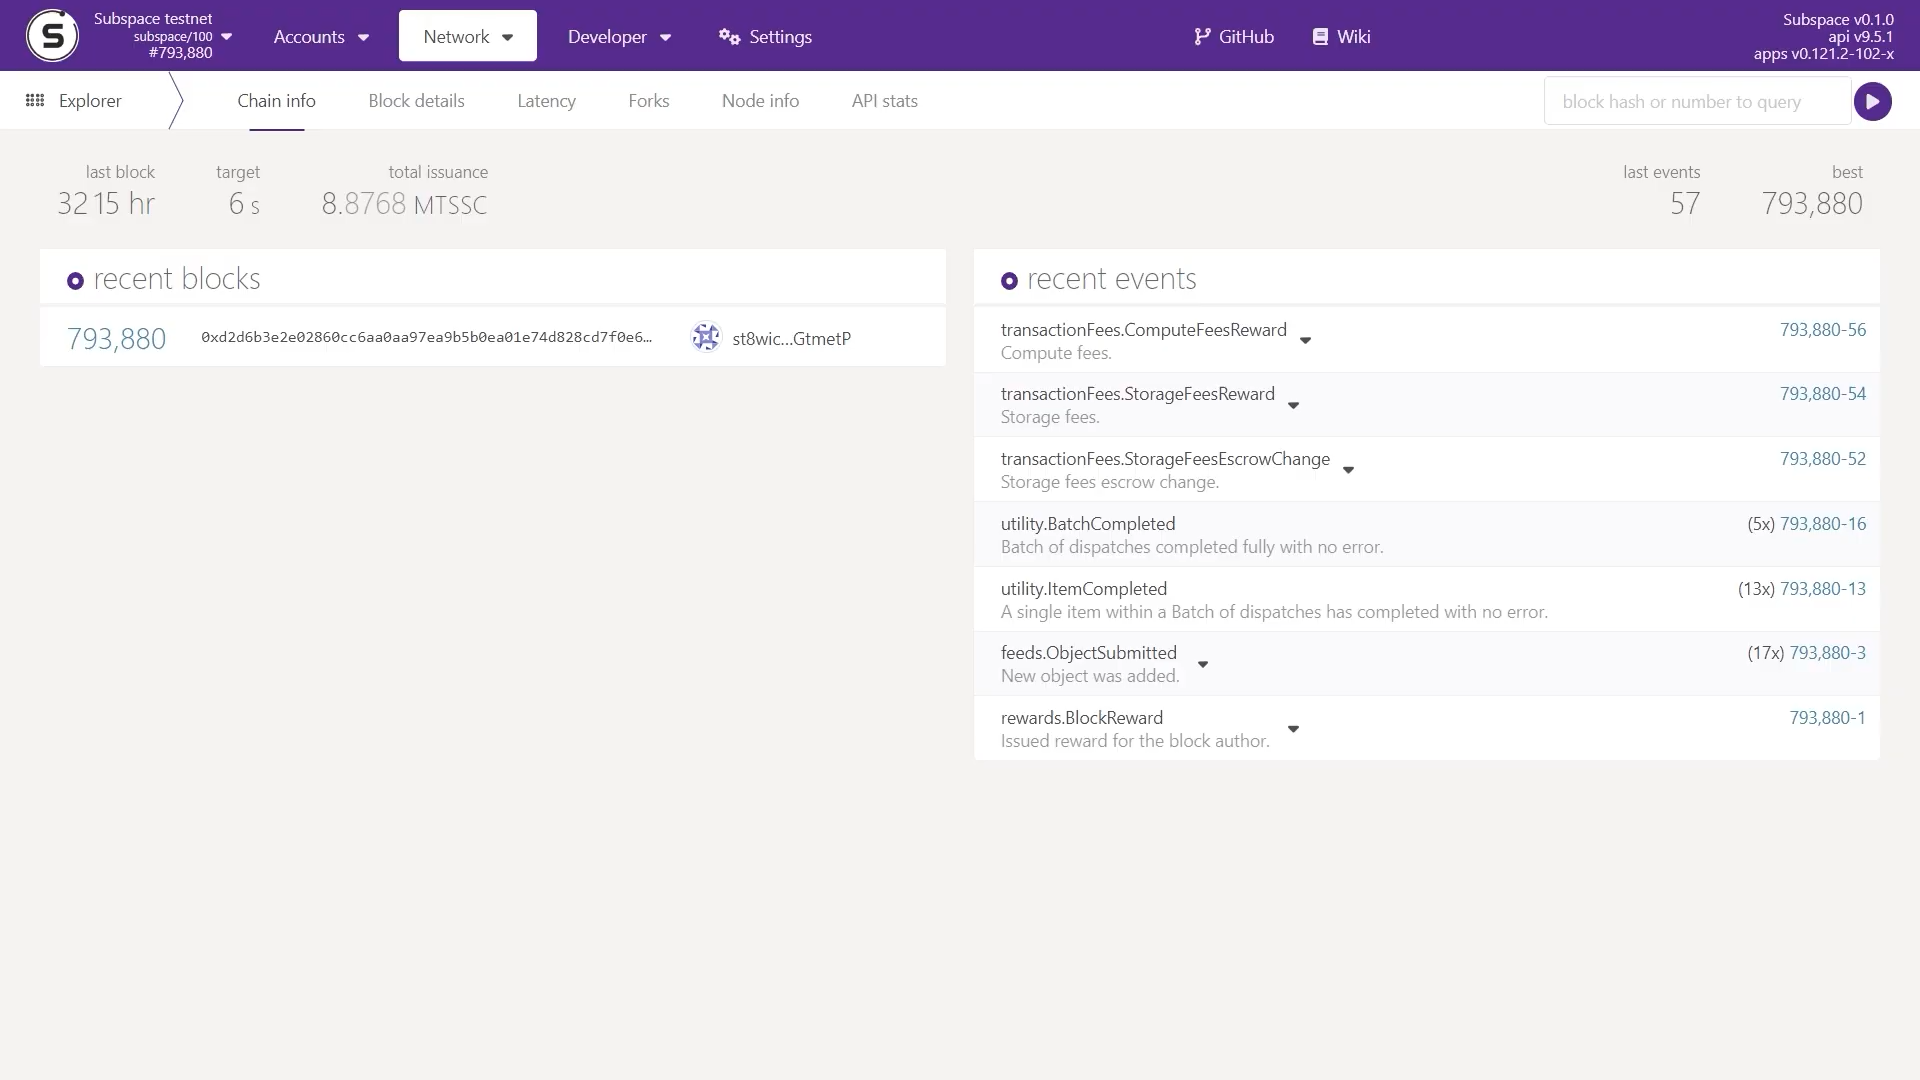 Subspace testnet
subspace/100
#793,880
Accounts
Network
Developer
Settings
GitHub
Wiki
Subspace v0.1.0
api v9.5.1
apps v0.121.2-102-x
Explorer
Chain info
Block details
Latency
Forks
Node info
API stats
block hash or number to query
last block
3215 hr
target
6 s
total issuance
8.8768 MTSSC
last events
57
best
793,880
recent blocks
793,880 0xd2d6b3e2e02860cc6aa0aa97ea9b5b0ea01e74d828cd7f0e6… st8wic…GtmetP
recent events
transactionFees.ComputeFeesReward 793,880-56
Compute fees.
transactionFees.StorageFeesReward 793,880-54
Storage fees.
transactionFees.StorageFeesEscrowChange 793,880-52
Storage fees escrow change.
utility.BatchCompleted (5x) 793,880-16
Batch of dispatches completed fully with no error.
utility.ItemCompleted (13x) 793,880-13
A single item within a Batch of dispatches has completed with no error.
feeds.ObjectSubmitted (17x) 793,880-3
New object was added.
rewards.BlockReward 793,880-1
Issued reward for the block author.